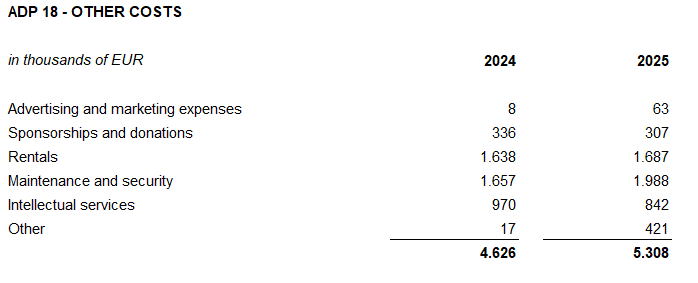 ADP 18 - OTHER COSTS
in thousands of EUR 2024 2025
Advertising and marketing expenses 8 63
Sponsorships and donations 336 307
Rentals 1.638 1.687
Maintenance and security 1.657 1.988
Intellectual services 970 842
Other 17 421
4.626 5.308